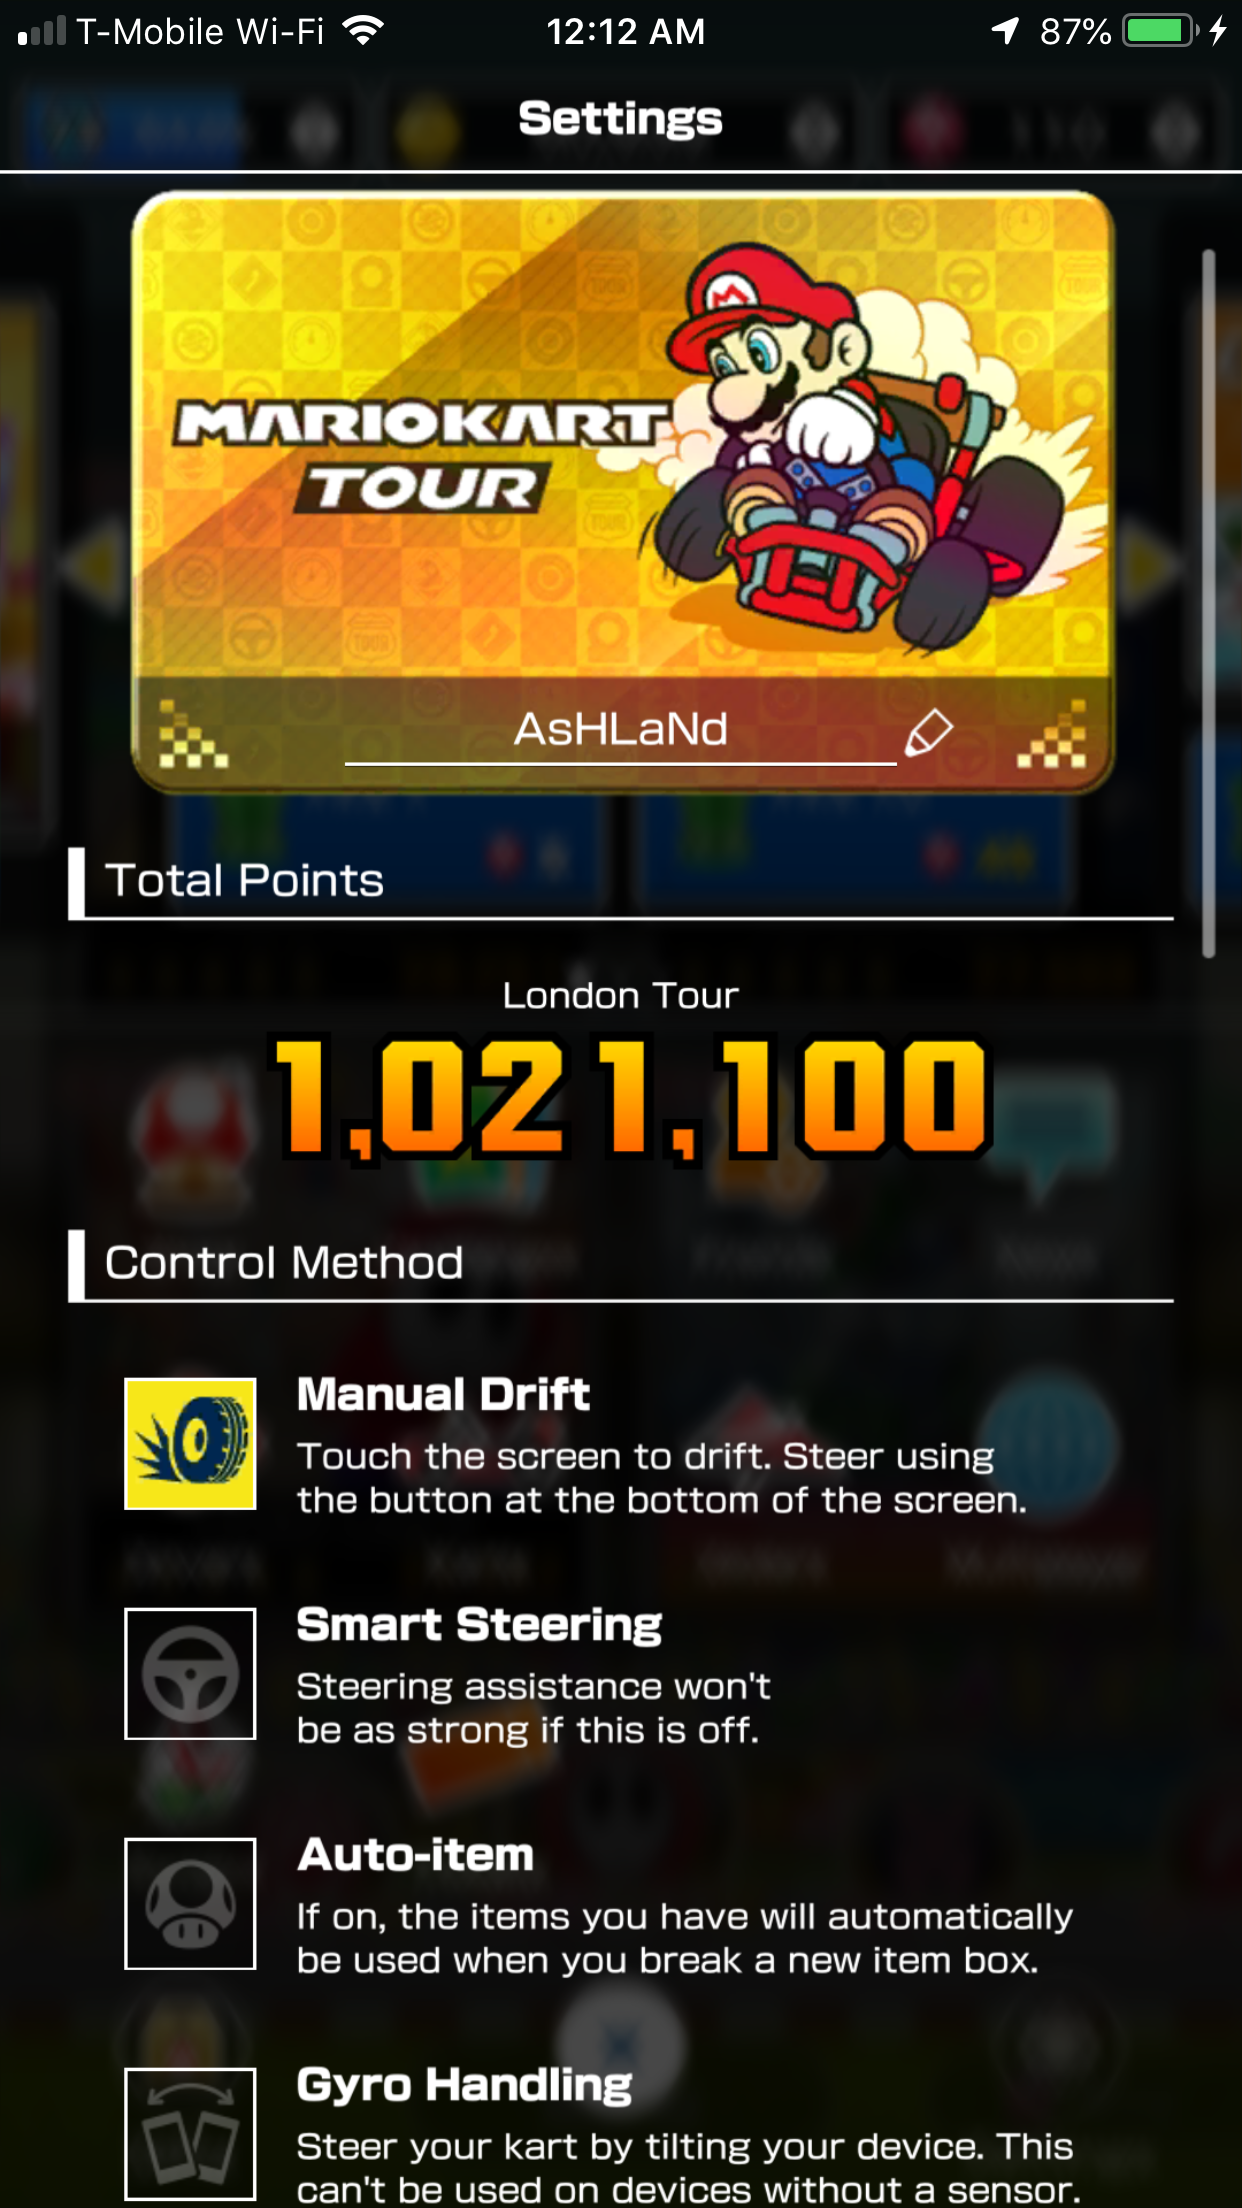 T-Mobile Wi-Fi 12:12 AM 87%
Settings
MARIOKART
TOUR
AsHLaNd
Total Points
London Tour
1,021,100
Control Method
Manual Drift
Touch the screen to drift. Steer using
the button at the bottom of the screen.
Smart Steering
Steering assistance won't
be as strong if this is off.
Auto-item
If on, the items you have will automatically
be used when you break a new item box.
Gyro Handling
Steer your kart by tilting your device. This
can't be used on devices without a sensor.